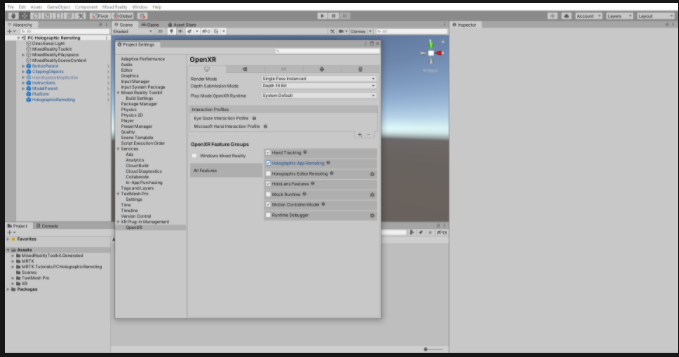 File Edit Assets GameObject Component MixedReality Window Help
Pivot Global
Account Layers Layout
Hierarchy
PC Holographic Remoting
Directional Light
MixedRealityToolkit
MixedRealityPlayspace
MixedRealitySceneContent
ButtonParent
ClippingObjects
Instructions
ModelParent
Platform
HolographicRemoting
Scene Game Asset Store
Shaded 2D Gizmos
Inspector
Project Settings
Adaptive Performance
Audio
Editor
Graphics
Input Manager
Input System Package
Mixed Reality Toolkit
Build Settings
Package Manager
Physics
Physics 2D
Player
Preset Manager
Quality
Scene Template
Script Execution Order
Services
Ads
Analytics
Cloud Build
Cloud Diagnostics
Collaborate
In-App Purchasing
Tags and Layers
TextMesh Pro
Settings
Time
Timeline
Version Control
XR Plug-in Management
OpenXR
OpenXR
Render Mode Single Pass Instanced
Depth Submission Mode Depth 16 Bit
Play Mode OpenXR Runtime System Default
Interaction Profiles
Eye Gaze Interaction Profile
Microsoft Hand Interaction Profile
OpenXR Feature Groups
Windows Mixed Reality
All Features
Hand Tracking
Holographic App Remoting
Holographic Editor Remoting
HoloLens Features
Mock Runtime
Motion Controller Model
Runtime Debugger
Project Console
Favorites
Assets
MixedRealityToolkit.Generated
MRTK
MRTK.Tutorials.PCHolographicRemoting
Scenes
TextMesh Pro
XR
Packages